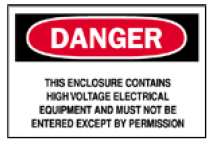 DANGER
THIS ENCLOSURE CONTAINS
HIGH VOLTAGE ELECTRICAL
EQUIPMENT AND MUST NOT BE
ENTERED EXCEPT BY PERMISSION